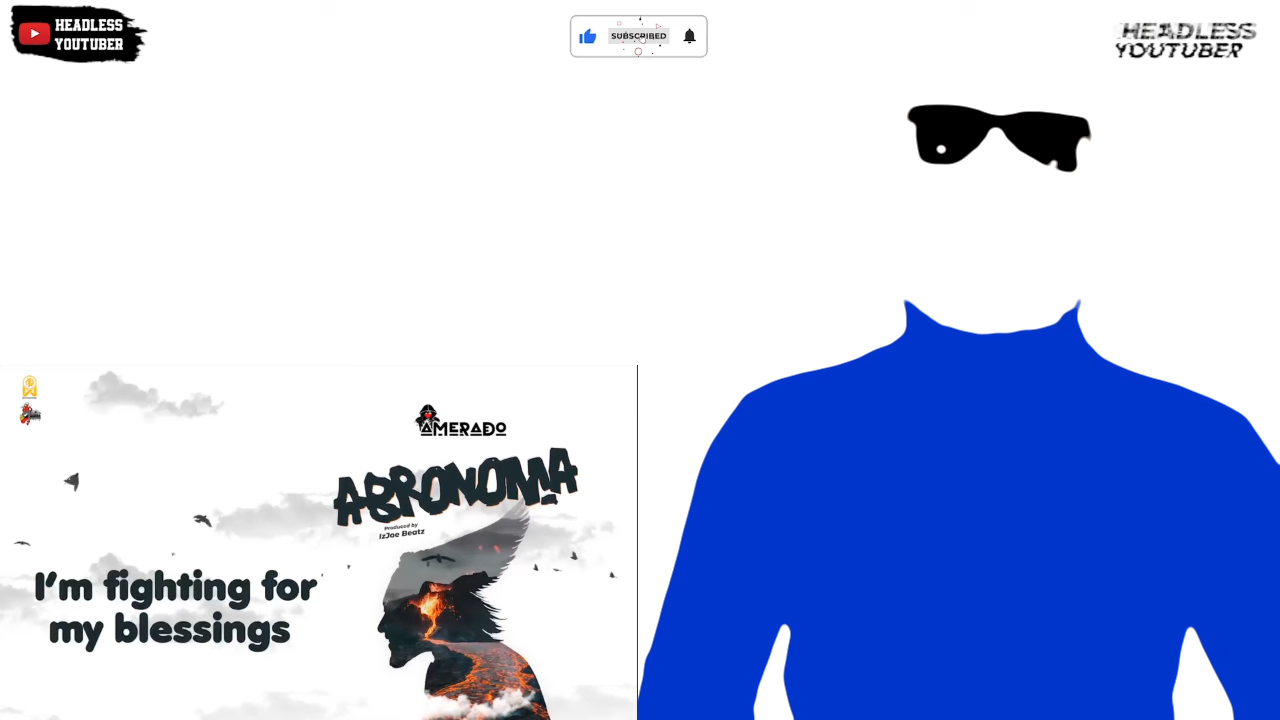 HEADLESS
YOUTUBER
SUBSCRIBED
HEADLESS
YOUTUBER
AMERADO
ABRONOMA
Produced by
IzJoe Beatz
I'm fighting for
my blessings